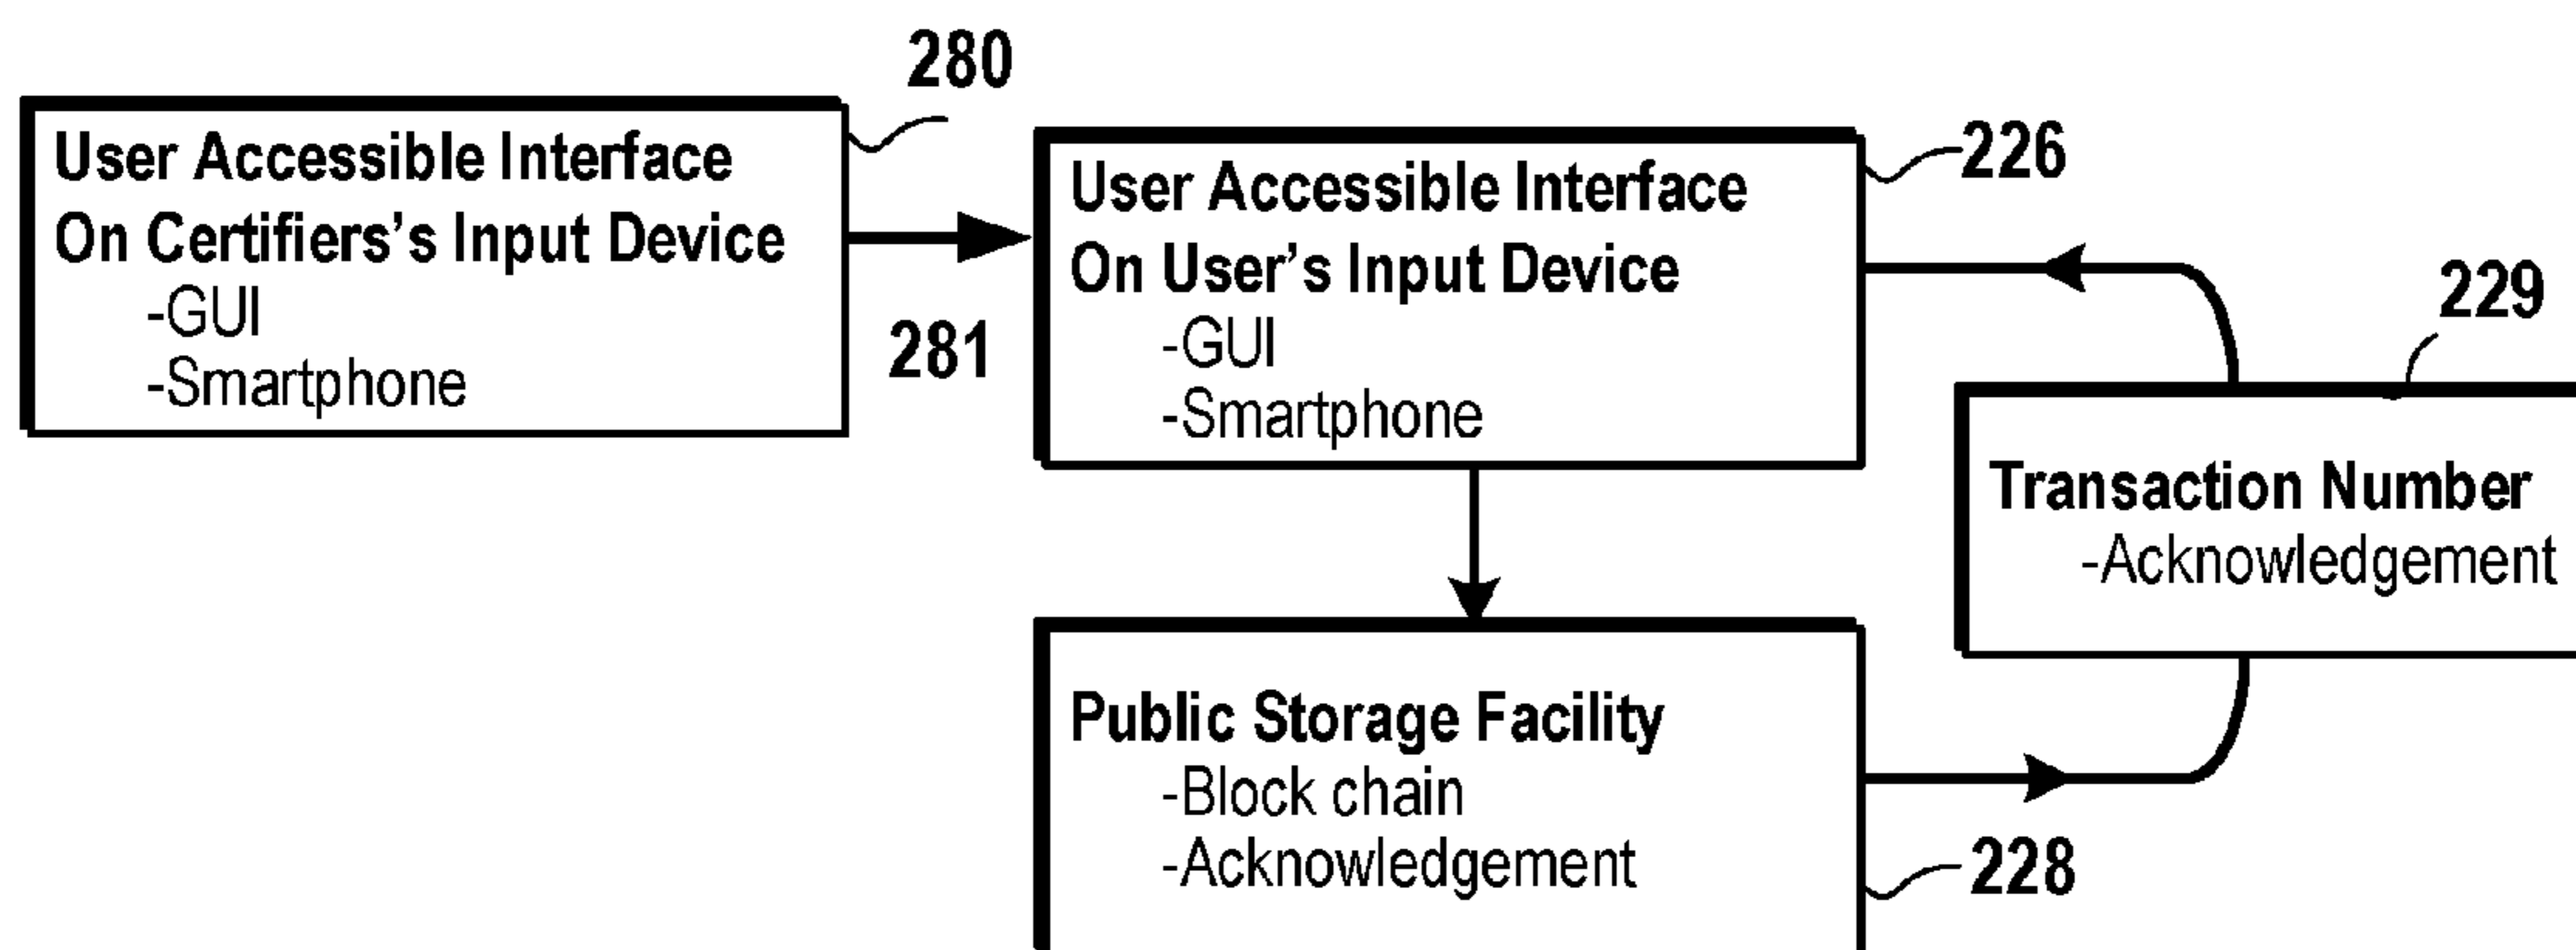 280
User Accessible Interface
On Certifiers's Input Device
-GUI
-Smartphone
281
226
User Accessible Interface
On User’s Input Device
-GUI
-Smartphone
229
Transaction Number
-Acknowledgement
Public Storage Facility
-Block chain
-Acknowledgement
228